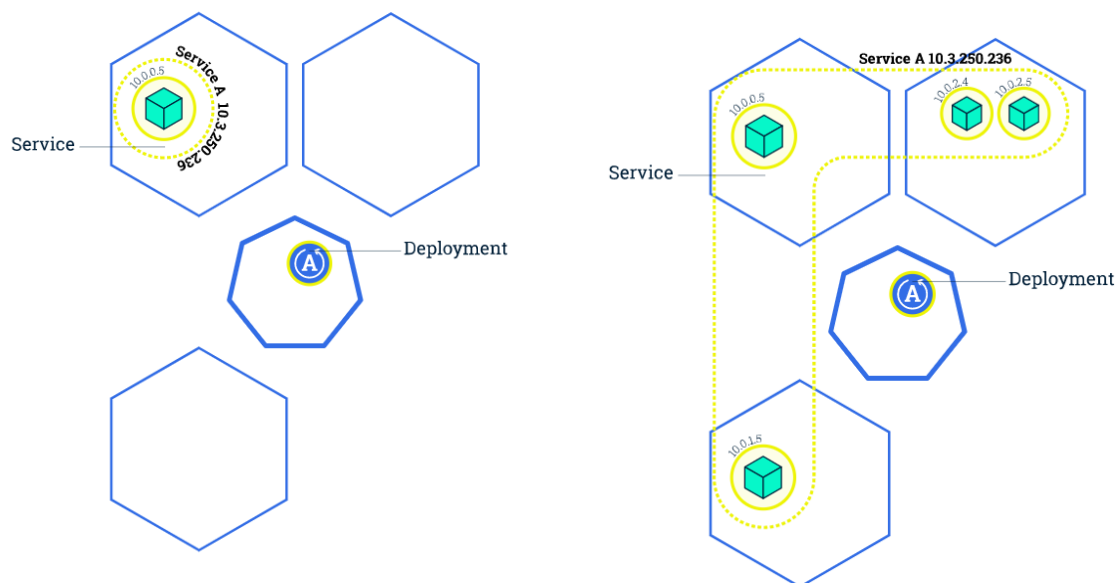 Service A 10.3.250.236
10.0.0.5
Service
A
Deployment
Service A 10.3.250.236
10.0.0.5
10.0.2.4
10.0.2.5
Service
A
Deployment
10.0.1.5